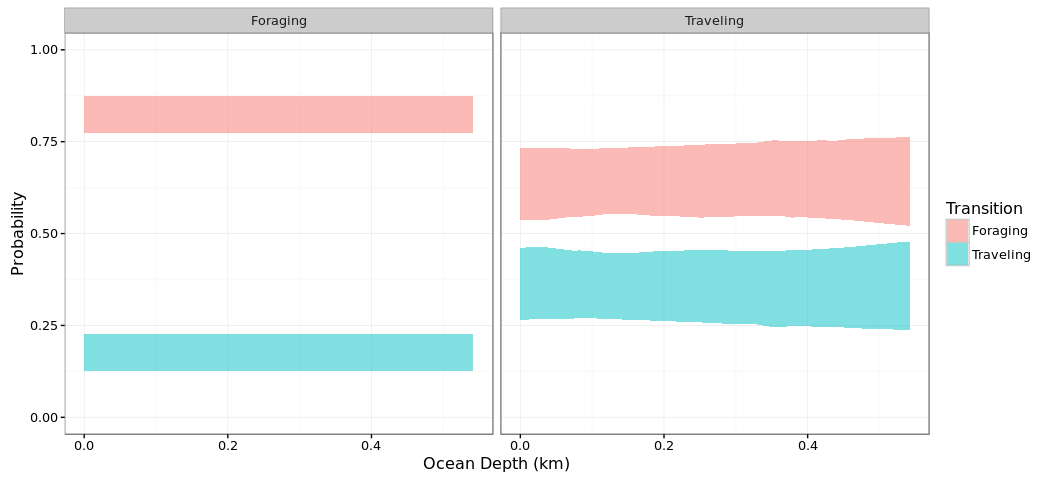 Foraging
Traveling
1.00
0.75
0.50
0.25
0.00
Probability
0.0
0.2
0.4
0.0
0.2
0.4
Ocean Depth (km)
Transition
Foraging
Traveling